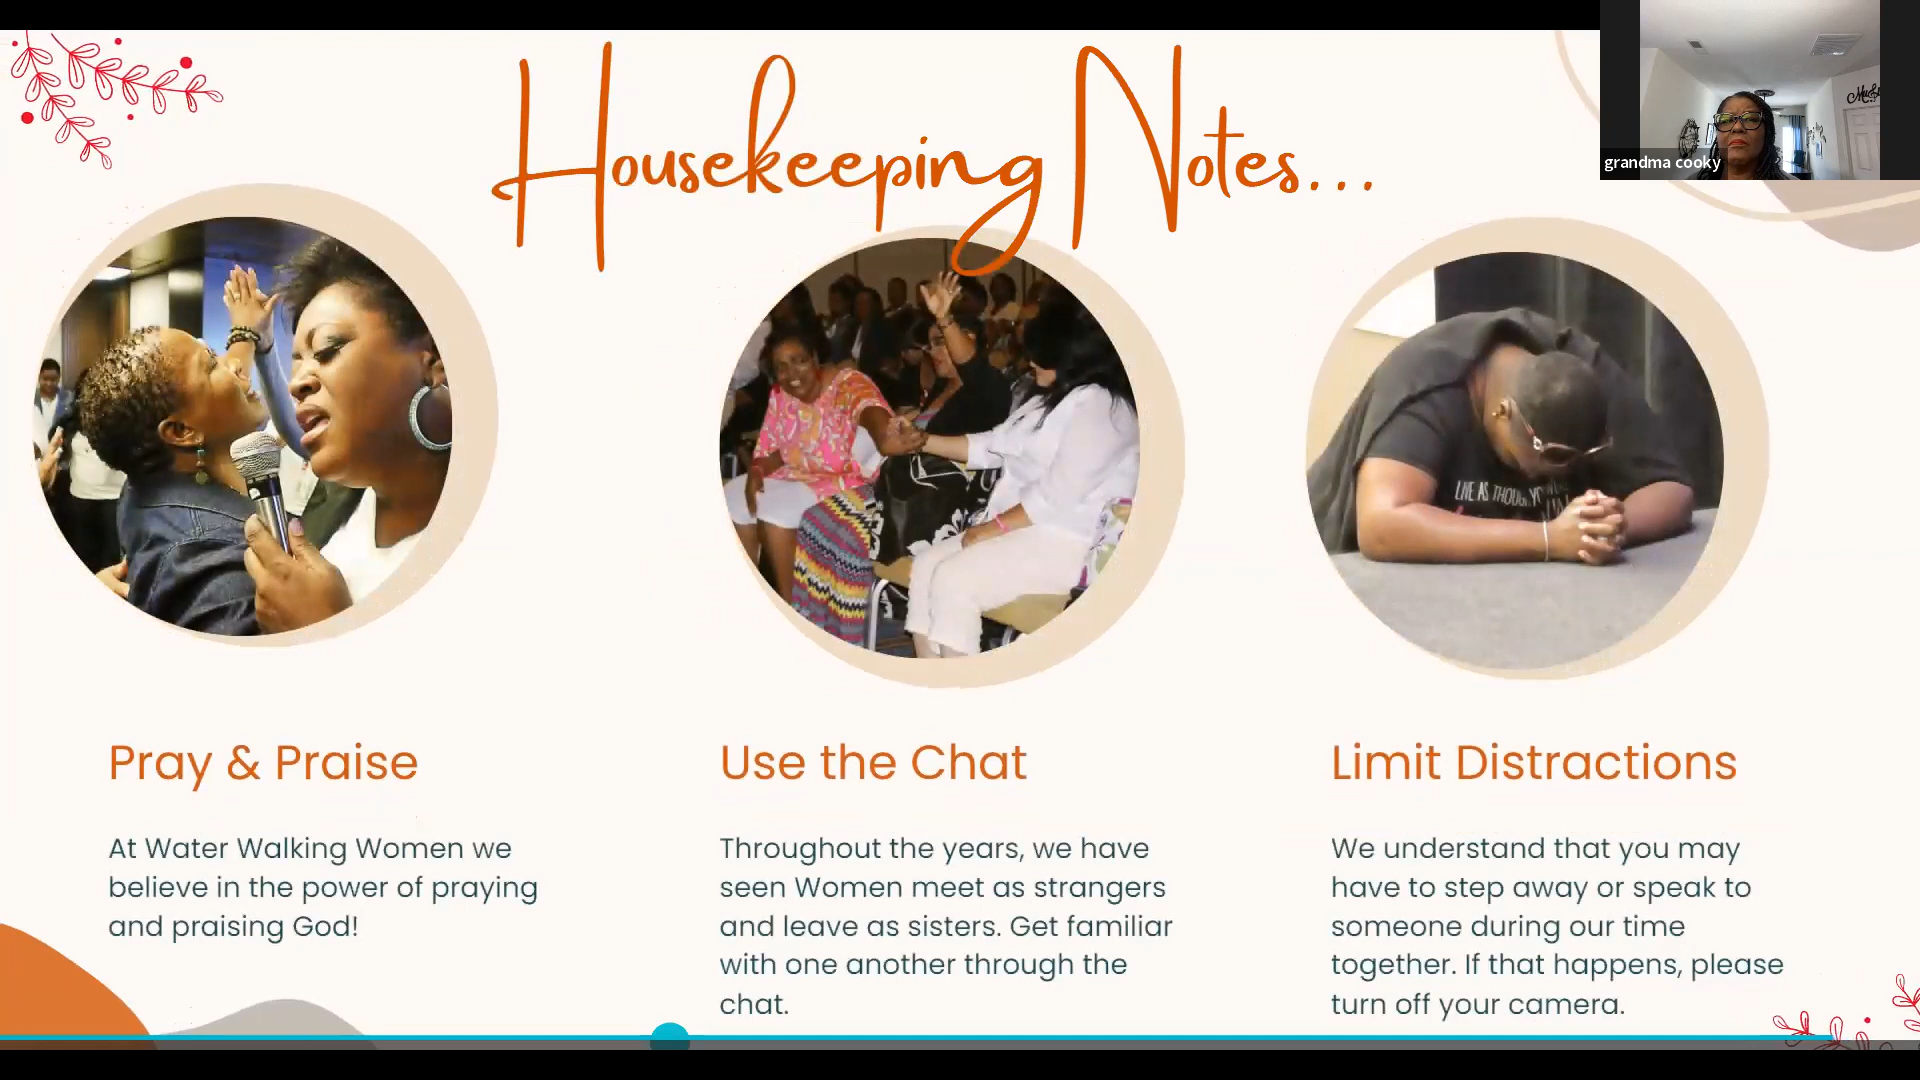 Housekeeping Notes...
grandma cooky
LIVE AS THOUGH
Pray & Praise
At Water Walking Women we
believe in the power of praying
and praising God!
Use the Chat
Throughout the years, we have
seen Women meet as strangers
and leave as sisters. Get familiar
with one another through the
chat.
Limit Distractions
We understand that you may
have to step away or speak to
someone during our time
together. If that happens, please
turn off your camera.